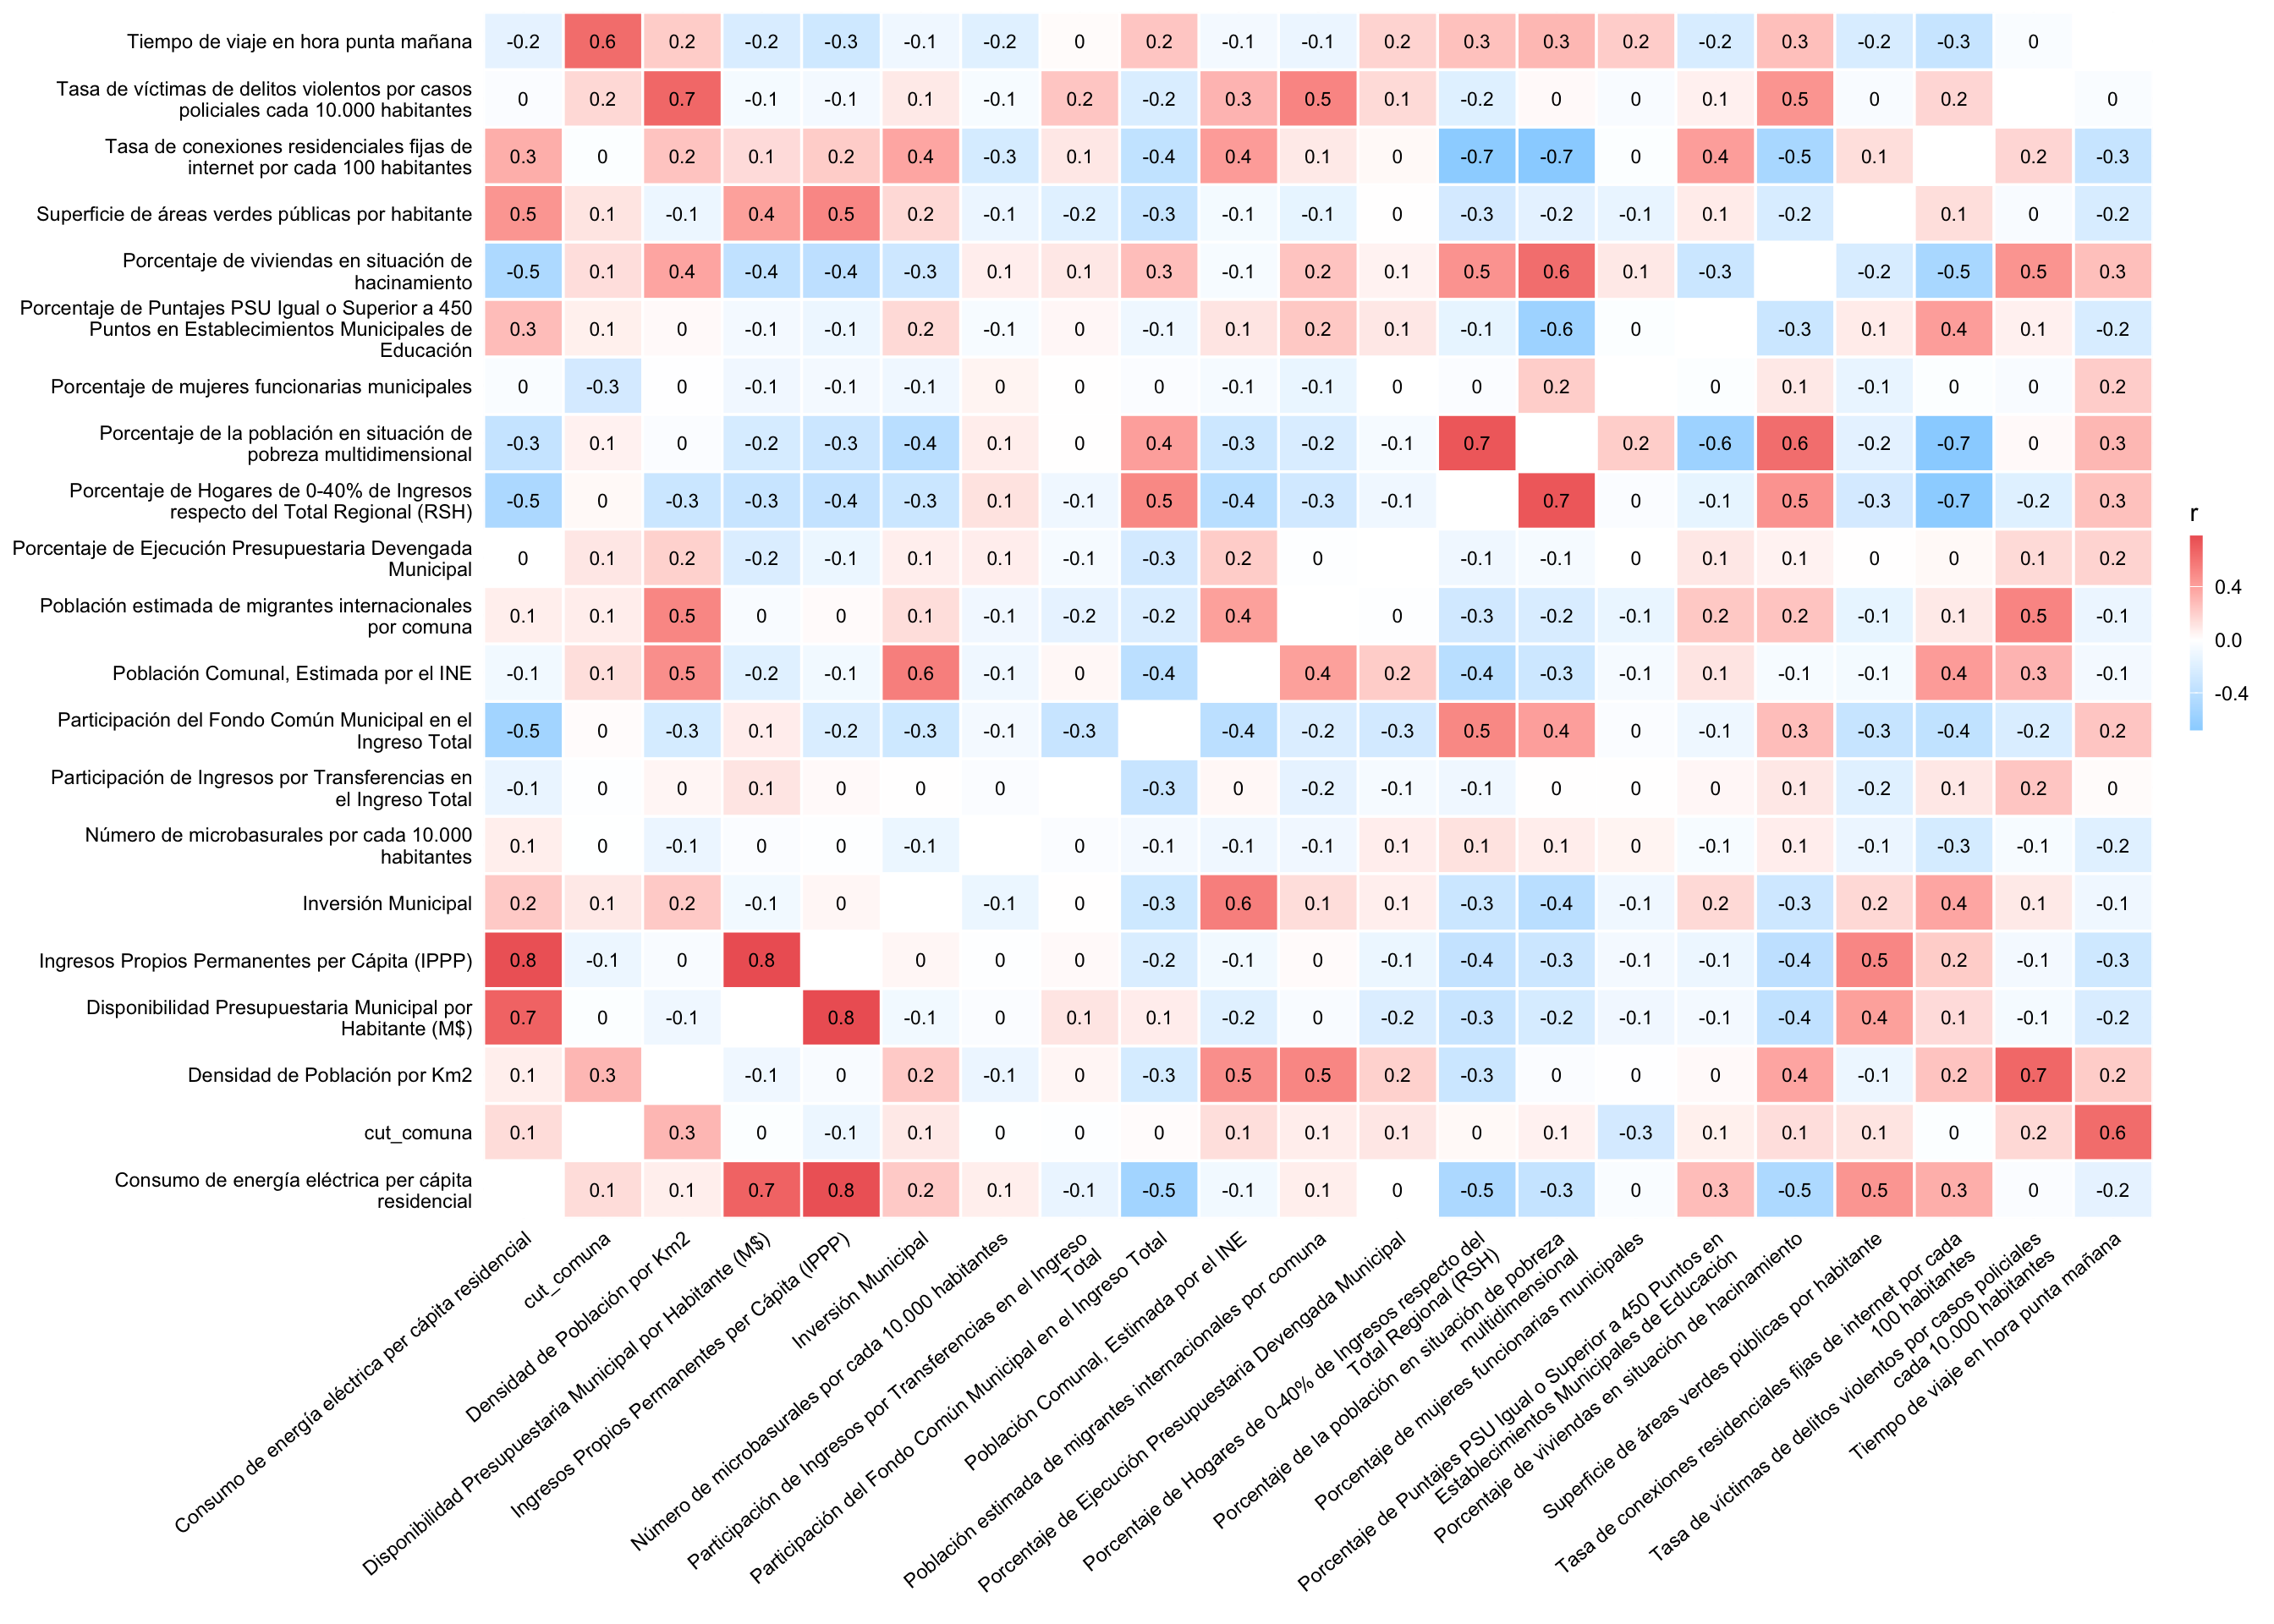 Tiempo de viaje en hora punta mañana
-0.2 0.6 0.2 -0.2 -0.3 -0.1 -0.2 0 0.2 -0.1 -0.1 0.2 0.3 0.3 0.2 -0.2 0.3 -0.2 -0.3 0
Tasa de víctimas de delitos violentos por casos
policiales cada 10.000 habitantes
0 0.2 0.7 -0.1 -0.1 0.1 -0.1 0.2 -0.2 0.3 0.5 0.1 -0.2 0 0 0.1 0.5 0 0.2 0
Tasa de conexiones residenciales fijas de
internet por cada 100 habitantes
0.3 0 0.2 0.1 0.2 0.4 -0.3 0.1 -0.4 0.4 0.1 0 -0.7 -0.7 0 0.4 -0.5 0.1 0.2 -0.3
Superficie de áreas verdes públicas por habitante
0.5 0.1 -0.1 0.4 0.5 0.2 -0.1 -0.2 -0.3 -0.1 -0.1 0 -0.3 -0.2 -0.1 0.1 -0.2 0.1 0 -0.2
Porcentaje de viviendas en situación de
hacinamiento
-0.5 0.1 0.4 -0.4 -0.4 -0.3 0.1 0.1 0.3 -0.1 0.2 0.1 0.5 0.6 0.1 -0.3 -0.2 -0.5 0.5 0.3
Porcentaje de Puntajes PSU Igual o Superior a 450
Puntos en Establecimientos Municipales de
Educación
0.3 0.1 0 -0.1 -0.1 0.2 -0.1 0 -0.1 0.1 0.2 0.1 -0.1 -0.6 0 -0.3 0.1 0.4 0.1 -0.2
Porcentaje de mujeres funcionarias municipales
0 -0.3 0 -0.1 -0.1 -0.1 0 0 0 -0.1 -0.1 0 0 0.2 0 0.1 -0.1 0 0 0.2
Porcentaje de la población en situación de
pobreza multidimensional
-0.3 0.1 0 -0.2 -0.3 -0.4 0.1 0 0.4 -0.3 -0.2 -0.1 0.7 0.2 -0.6 0.6 -0.2 -0.7 0 0.3
Porcentaje de Hogares de 0-40% de Ingresos
respecto del Total Regional (RSH)
-0.5 0 -0.3 -0.3 -0.4 -0.3 0.1 -0.1 0.5 -0.4 -0.3 -0.1 0.7 0 -0.1 0.5 -0.3 -0.7 -0.2 0.3
Porcentaje de Ejecución Presupuestaria Devengada
Municipal
0 0.1 0.2 -0.2 -0.1 0.1 0.1 -0.1 -0.3 0.2 0 -0.1 -0.1 0 0.1 0.1 0 0 0.1 0.2
Población estimada de migrantes internacionales
por comuna
0.1 0.1 0.5 0 0 0.1 -0.1 -0.2 -0.2 0.4 0 -0.3 -0.2 -0.1 0.2 0.2 -0.1 0.1 0.5 -0.1
Población Comunal, Estimada por el INE
-0.1 0.1 0.5 -0.2 -0.1 0.6 -0.1 0 -0.4 0.4 0.2 -0.4 -0.3 -0.1 0.1 -0.1 -0.1 0.4 0.3 -0.1
Participación del Fondo Común Municipal en el
Ingreso Total
-0.5 0 -0.3 0.1 -0.2 -0.3 -0.1 -0.3 -0.4 -0.2 -0.3 0.5 0.4 0 -0.1 0.3 -0.3 -0.4 -0.2 0.2
Participación de Ingresos por Transferencias en
el Ingreso Total
-0.1 0 0 0.1 0 0 0 -0.3 0 -0.2 -0.1 -0.1 0 0 0 0.1 -0.2 0.1 0.2 0
Número de microbasurales por cada 10.000
habitantes
0.1 0 -0.1 0 0 -0.1 0 -0.1 -0.1 -0.1 0.1 0.1 0.1 0 -0.1 0.1 -0.1 -0.3 -0.1 -0.2
Inversión Municipal
0.2 0.1 0.2 -0.1 0 -0.1 0 -0.3 0.6 0.1 0.1 -0.3 -0.4 -0.1 0.2 -0.3 0.2 0.4 0.1 -0.1
Ingresos Propios Permanentes per Cápita (IPPP)
0.8 -0.1 0 0.8 0 0 0 -0.2 -0.1 0 -0.1 -0.4 -0.3 -0.1 -0.1 -0.4 0.5 0.2 -0.1 -0.3
Disponibilidad Presupuestaria Municipal por
Habitante (M$)
0.7 0 -0.1 0.8 -0.1 0 0.1 0.1 -0.2 0 -0.2 -0.3 -0.2 -0.1 -0.1 -0.4 0.4 0.1 -0.1 -0.2
Densidad de Población por Km2
0.1 0.3 -0.1 0 0.2 -0.1 0 -0.3 0.5 0.5 0.2 -0.3 0 0 0 0.4 -0.1 0.2 0.7 0.2
cut_comuna
0.1 0.3 0 -0.1 0.1 0 0 0 0.1 0.1 0.1 0 0.1 -0.3 0.1 0.1 0.1 0 0.2 0.6
Consumo de energía eléctrica per cápita
residencial
0.1 0.1 0.7 0.8 0.2 0.1 -0.1 -0.5 -0.1 0.1 0 -0.5 -0.3 0 0.3 -0.5 0.5 0.3 0 -0.2
r
0.4
0.0
-0.4
Consumo de energía eléctrica per cápita residencial
cut_comuna
Densidad de Población por Km2
Disponibilidad Presupuestaria Municipal por Habitante (M$)
Ingresos Propios Permanentes per Cápita (IPPP)
Inversión Municipal
Número de microbasurales por cada 10.000 habitantes
Participación de Ingresos por Transferencias en el Ingreso
Total
Participación del Fondo Común Municipal en el Ingreso Total
Población Comunal, Estimada por el INE
Población estimada de migrantes internacionales por comuna
Porcentaje de Ejecución Presupuestaria Devengada Municipal
Porcentaje de Hogares de 0-40% de Ingresos respecto del
Total Regional (RSH)
Porcentaje de la población en situación de pobreza
multidimensional
Porcentaje de mujeres funcionarias municipales
Porcentaje de Puntajes PSU Igual o Superior a 450 Puntos en
Establecimientos Municipales de Educación
Porcentaje de viviendas en situación de hacinamiento
Superficie de áreas verdes públicas por habitante
Tasa de conexiones residenciales fijas de internet por cada
100 habitantes
Tasa de víctimas de delitos violentos por casos policiales
cada 10.000 habitantes
Tiempo de viaje en hora punta mañana